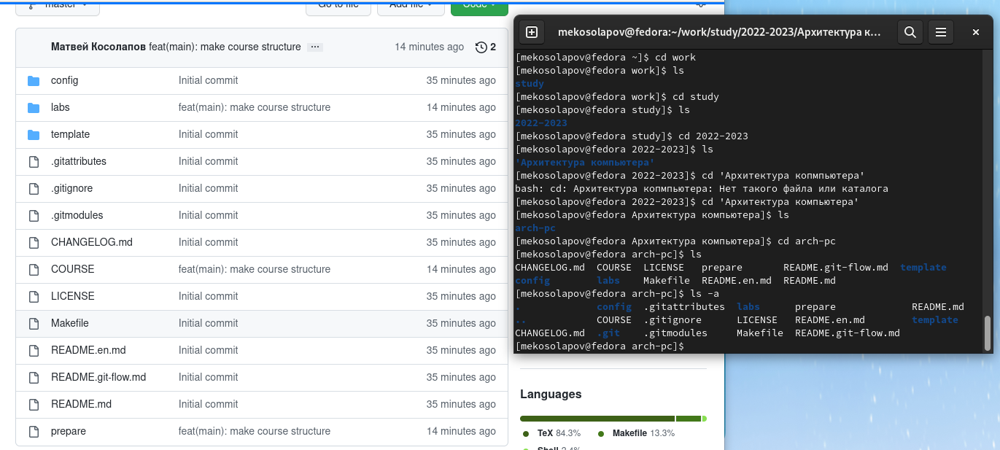 master
Go to file
Add file
Code
Матвей Косолапов feat(main): make course structure ... 14 minutes ago 2
config Initial commit 35 minutes ago
labs feat(main): make course structure 14 minutes ago
template Initial commit 35 minutes ago
.gitattributes Initial commit 35 minutes ago
.gitignore Initial commit 35 minutes ago
.gitmodules Initial commit 35 minutes ago
CHANGELOG.md Initial commit 35 minutes ago
COURSE feat(main): make course structure 14 minutes ago
LICENSE Initial commit 35 minutes ago
Makefile Initial commit 35 minutes ago
README.en.md Initial commit 35 minutes ago
README.git-flow.md Initial commit 35 minutes ago
README.md Initial commit 35 minutes ago
prepare feat(main): make course structure 14 minutes ago
mekosolapov@fedora:~/work/study/2022-2023/Архитектура к...
[mekosolapov@fedora ~]$ cd work
[mekosolapov@fedora work]$ ls
study
[mekosolapov@fedora work]$ cd study
[mekosolapov@fedora study]$ ls
2022-2023
[mekosolapov@fedora study]$ cd 2022-2023
[mekosolapov@fedora 2022-2023]$ ls
'Архитектура компьютера'
[mekosolapov@fedora 2022-2023]$ cd 'Архитектура копмпьютера'
bash: cd: Архитектура копмпьютера: Нет такого файла или каталога
[mekosolapov@fedora 2022-2023]$ cd 'Архитектура компьютера'
[mekosolapov@fedora Архитектура компьютера]$ ls
arch-pc
[mekosolapov@fedora Архитектура компьютера]$ cd arch-pc
[mekosolapov@fedora arch-pc]$ ls
CHANGELOG.md COURSE LICENSE prepare README.git-flow.md template
config labs Makefile README.en.md README.md
[mekosolapov@fedora arch-pc]$ ls -a
. config .gitattributes labs prepare README.md
.. COURSE .gitignore LICENSE README.en.md template
CHANGELOG.md .git .gitmodules Makefile README.git-flow.md
[mekosolapov@fedora arch-pc]$
Languages
TeX 84.3% Makefile 13.3%
Shell 2.4%